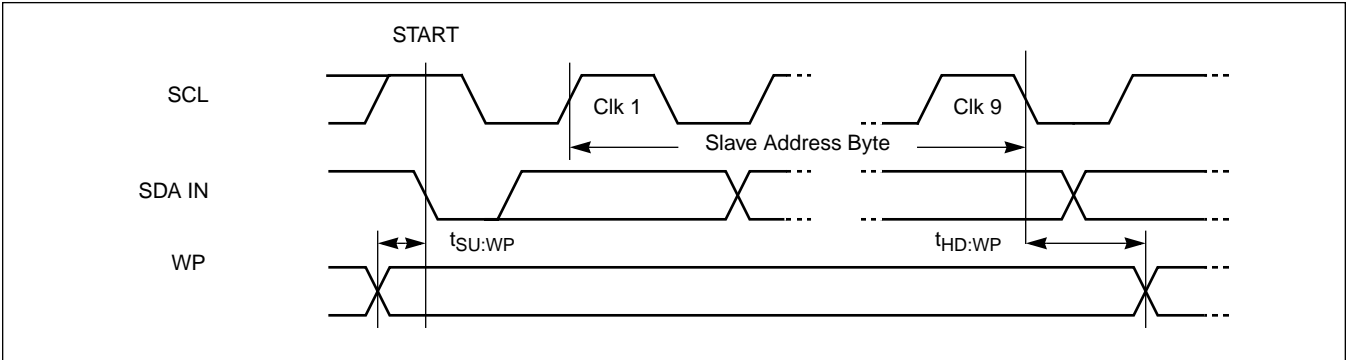 START
SCL
Clk 1
Clk 9
Slave Address Byte
SDA IN
tSU:WP
tHD:WP
WP